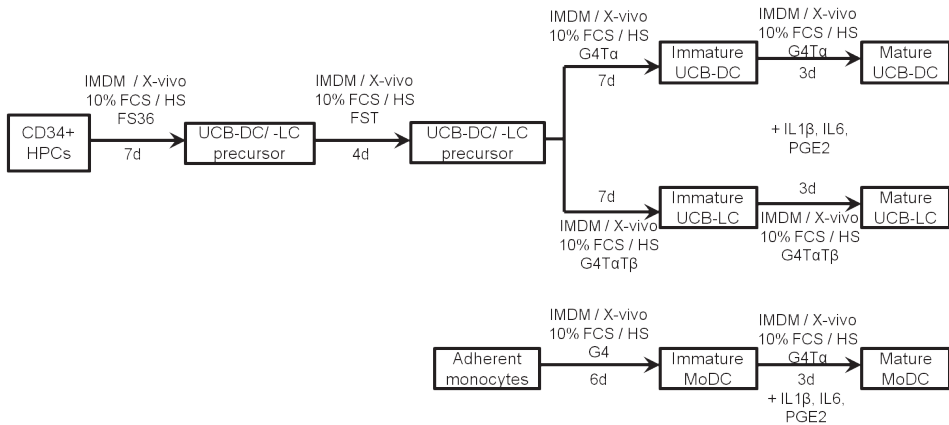 IMDM / X-vivo
10% FCS / HS
G4Tα
7d
IMDM / X-vivo
10% FCS / HS
G4Tα
3d
Immature
UCB-DC
Mature
UCB-DC
IMDM / X-vivo
10% FCS / HS
FS36
7d
IMDM / X-vivo
10% FCS / HS
FST
4d
CD34+
HPCs
UCB-DC/ -LC
precursor
UCB-DC/ -LC
precursor
+ IL1β, IL6,
PGE2
7d
IMDM / X-vivo
10% FCS / HS
G4TαTβ
Immature
UCB-LC
3d
IMDM / X-vivo
10% FCS / HS
G4TαTβ
Mature
UCB-LC
Adherent
monocytes
IMDM / X-vivo
10% FCS / HS
G4
6d
Immature
MoDC
IMDM / X-vivo
10% FCS / HS
G4Tα
3d
+ IL1β, IL6,
PGE2
Mature
MoDC